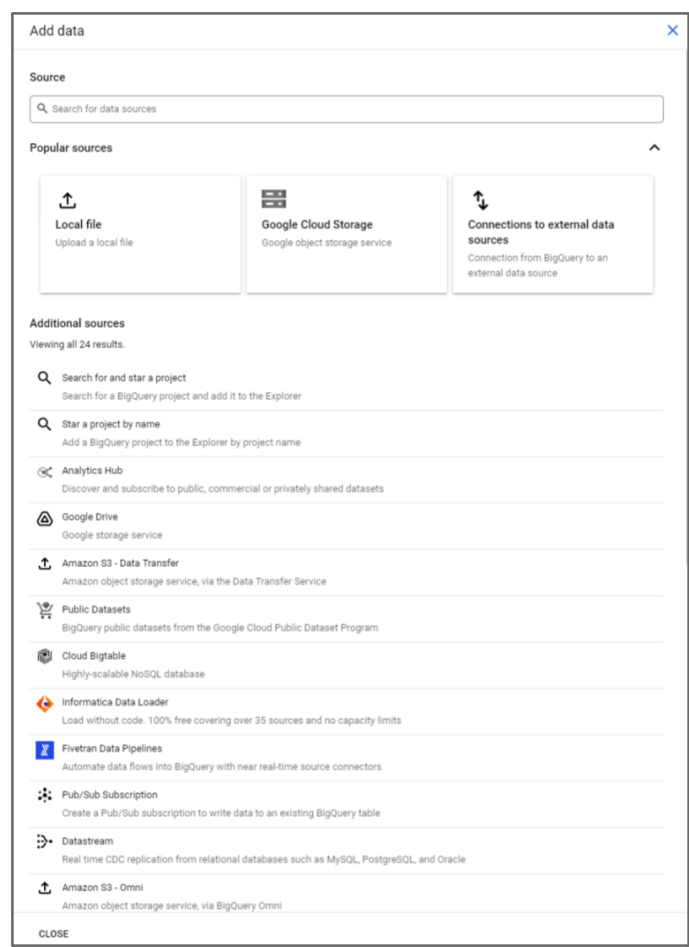 Add data
Source
Search for data sources
Popular sources
Local file
Upload a local file
Google Cloud Storage
Google object storage service
Connections to external data
sources
Connection from BigQuery to an
external data source
Additional sources
Viewing all 24 results.
Search for and star a project
Search for a BigQuery project and add it to the Explorer
Star a project by name
Add a BigQuery project to the Explorer by project name
Analytics Hub
Discover and subscribe to public, commercial or privately shared datasets
Google Drive
Google storage service
Amazon S3 - Data Transfer
Amazon object storage service, via the Data Transfer Service
Public Datasets
BigQuery public datasets from the Google Cloud Public Dataset Program
Cloud Bigtable
Highly-scalable NoSQL database
Informatica Data Loader
Load without code. 100% free covering over 35 sources and no capacity limits
Fivetran Data Pipelines
Automate data flows into BigQuery with near real-time source connectors
Pub/Sub Subscription
Create a Pub/Sub subscription to write data to an existing BigQuery table
Datastream
Real time CDC replication from relational databases such as MySQL, PostgreSQL, and Oracle
Amazon S3 - Omni
Amazon object storage service, via BigQuery Omni
CLOSE